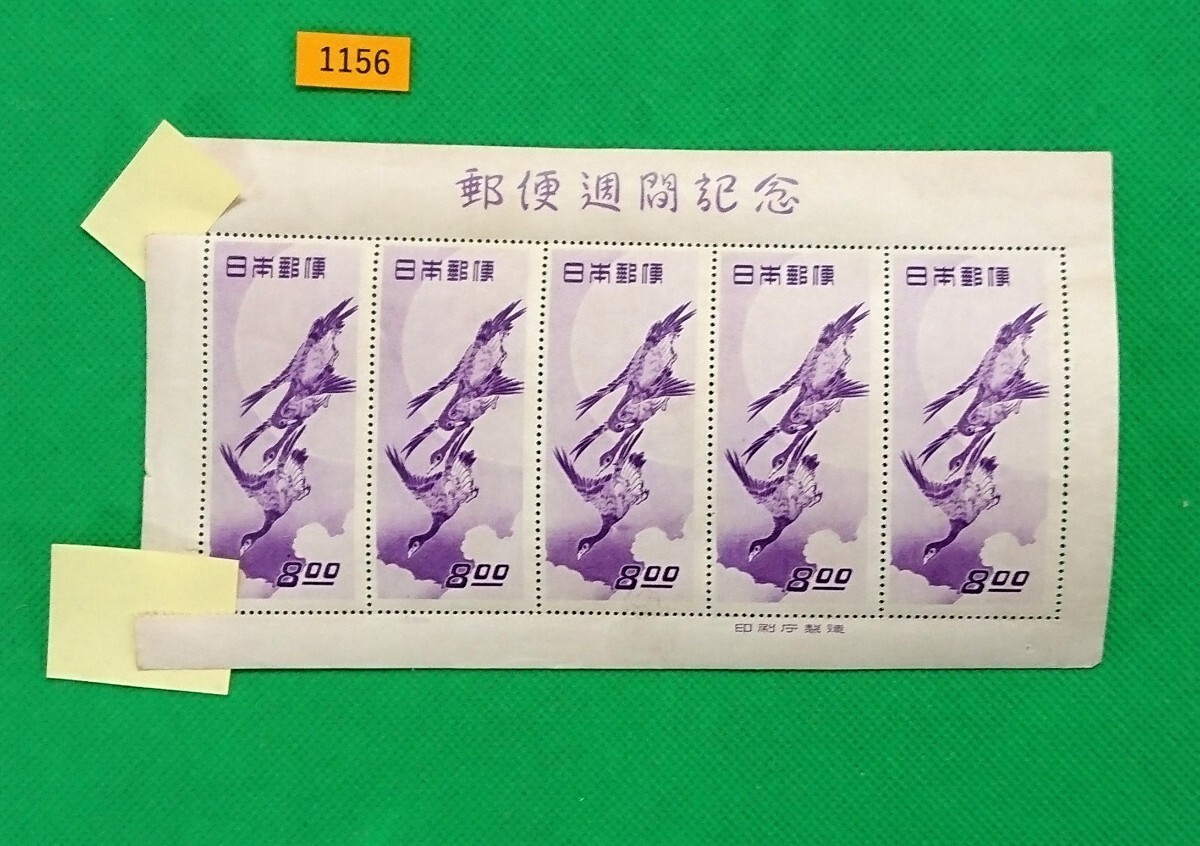 1156
郵便週間記念
日本郵便 日本郵便 日本郵便 日本郵便 日本郵便
8.00 8.00 8.00 8.00 8.00
印刷庁製造